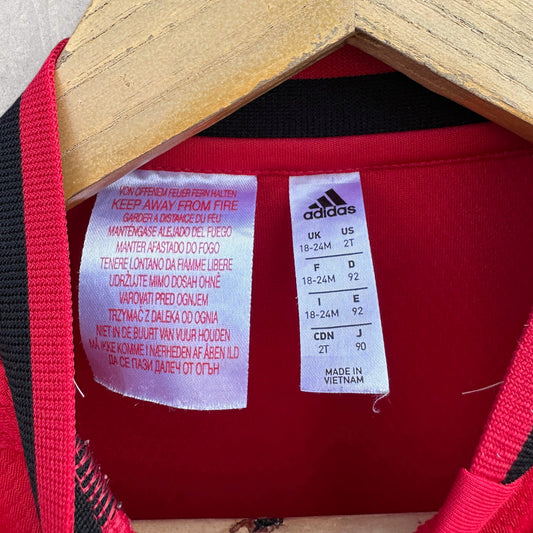 VON OFFENEM FEUER FERN HALTEN
KEEP AWAY FROM FIRE
GARDER A DISTANCE DU FEU
MANTÉNGASE ALEJADO DEL FUEGO
MANTER AFASTADO DO FOGO
TENERE LONTANO DA FIAMME LIBERE
UDRŽUJTE MIMO DOSAH OHNĚ
VAROVATI PRED OGNJEM
TRZYMAĆ Z DALEKA OD OGNIA
NIET IN DE BUURT VAN VUUR HOUDEN
MÅ IKKE KOMME I NÆRHEDEN AF ÅBEN ILD
ДА СЕ ПАЗИ ДАЛЕЧ ОТ ОГЪН
adidas
UK US
18-24M 2T
F D
18-24M 92
I E
18-24M 92
CDN J
2T 90
MADE IN
VIETNAM